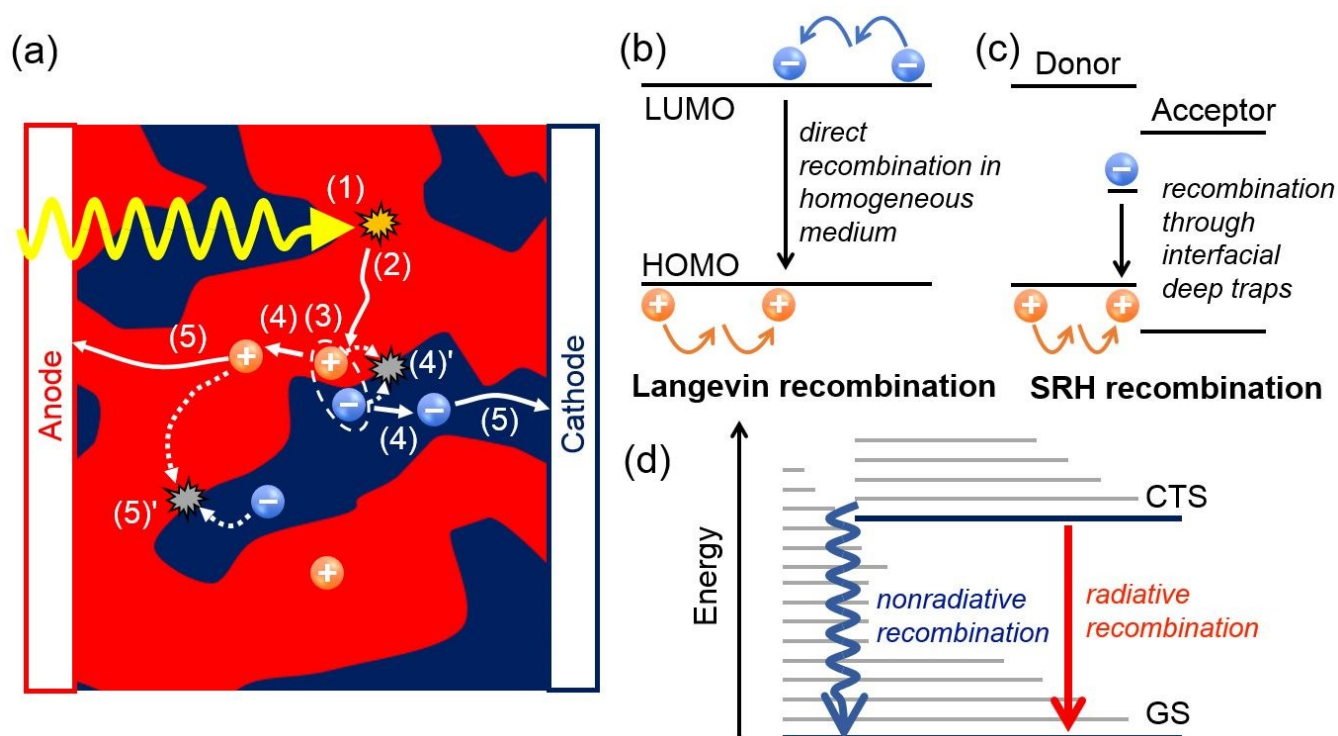 (a)
(1)
(2)
(5)
(4)
(3)
(4)'
(4)
(5)
(5)'
Anode
Cathode
(b)
LUMO
direct
recombination in
homogeneous
medium
HOMO
Langevin recombination
(c)
Donor
Acceptor
recombination
through
interfacial
deep traps
SRH recombination
(d)
Energy
CTS
nonradiative
recombination
radiative
recombination
GS